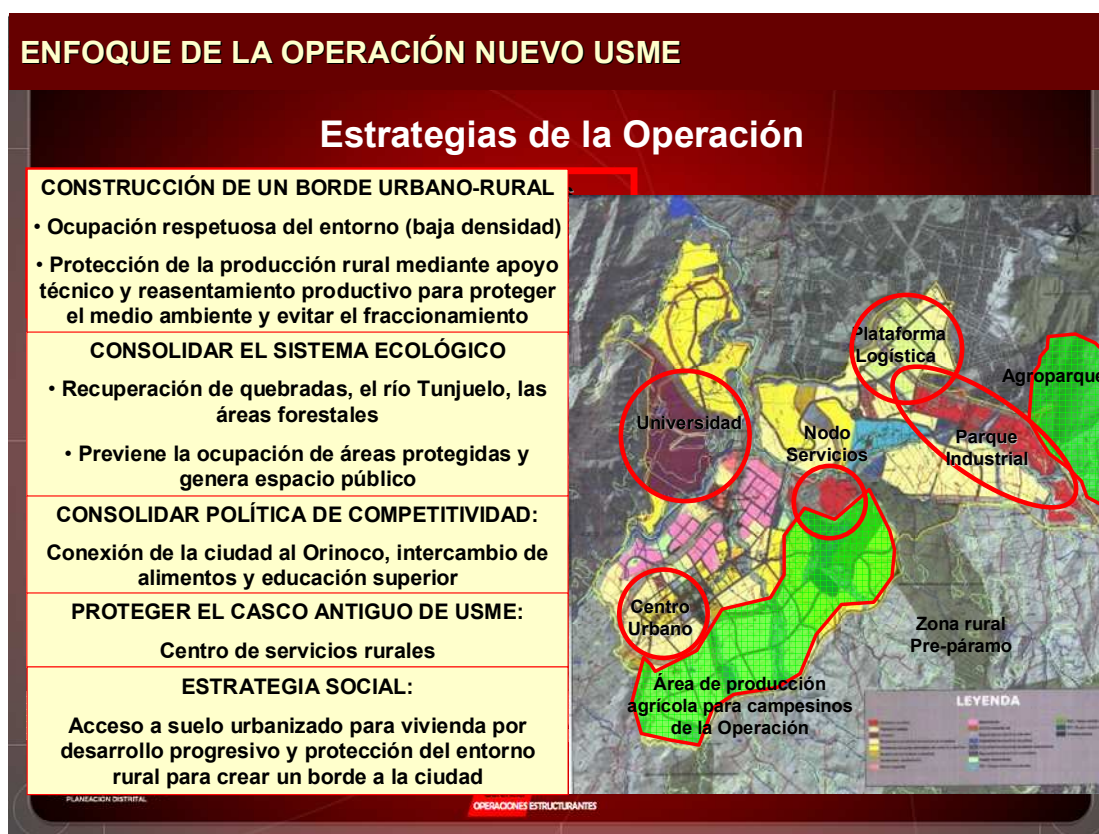 ENFOQUE DE LA OPERACIÓN NUEVO USME
Estrategias de la Operación
CONSTRUCCIÓN DE UN BORDE URBANO-RURAL
• Ocupación respetuosa del entorno (baja densidad)
• Protección de la producción rural mediante apoyo
técnico y reasentamiento productivo para proteger
el medio ambiente y evitar el fraccionamiento
CONSOLIDAR EL SISTEMA ECOLÓGICO
• Recuperación de quebradas, el río Tunjuelo, las
áreas forestales
• Previene la ocupación de áreas protegidas y
genera espacio público
CONSOLIDAR POLÍTICA DE COMPETITIVIDAD:
Conexión de la ciudad al Orinoco, intercambio de
alimentos y educación superior
PROTEGER EL CASCO ANTIGUO DE USME:
Centro de servicios rurales
ESTRATEGIA SOCIAL:
Acceso a suelo urbanizado para vivienda por
desarrollo progresivo y protección del entorno
rural para crear un borde a la ciudad
Plataforma
Logística
Agroparque
Universidad
Nodo
Servicios
Parque
Industrial
Centro
Urbano
Zona rural
Pre-páramo
Área de producción
agrícola para campesinos
de la Operación
LEYENDA
PLANEACIÓN DISTRITAL
OPERACIONES ESTRUCTURANTES